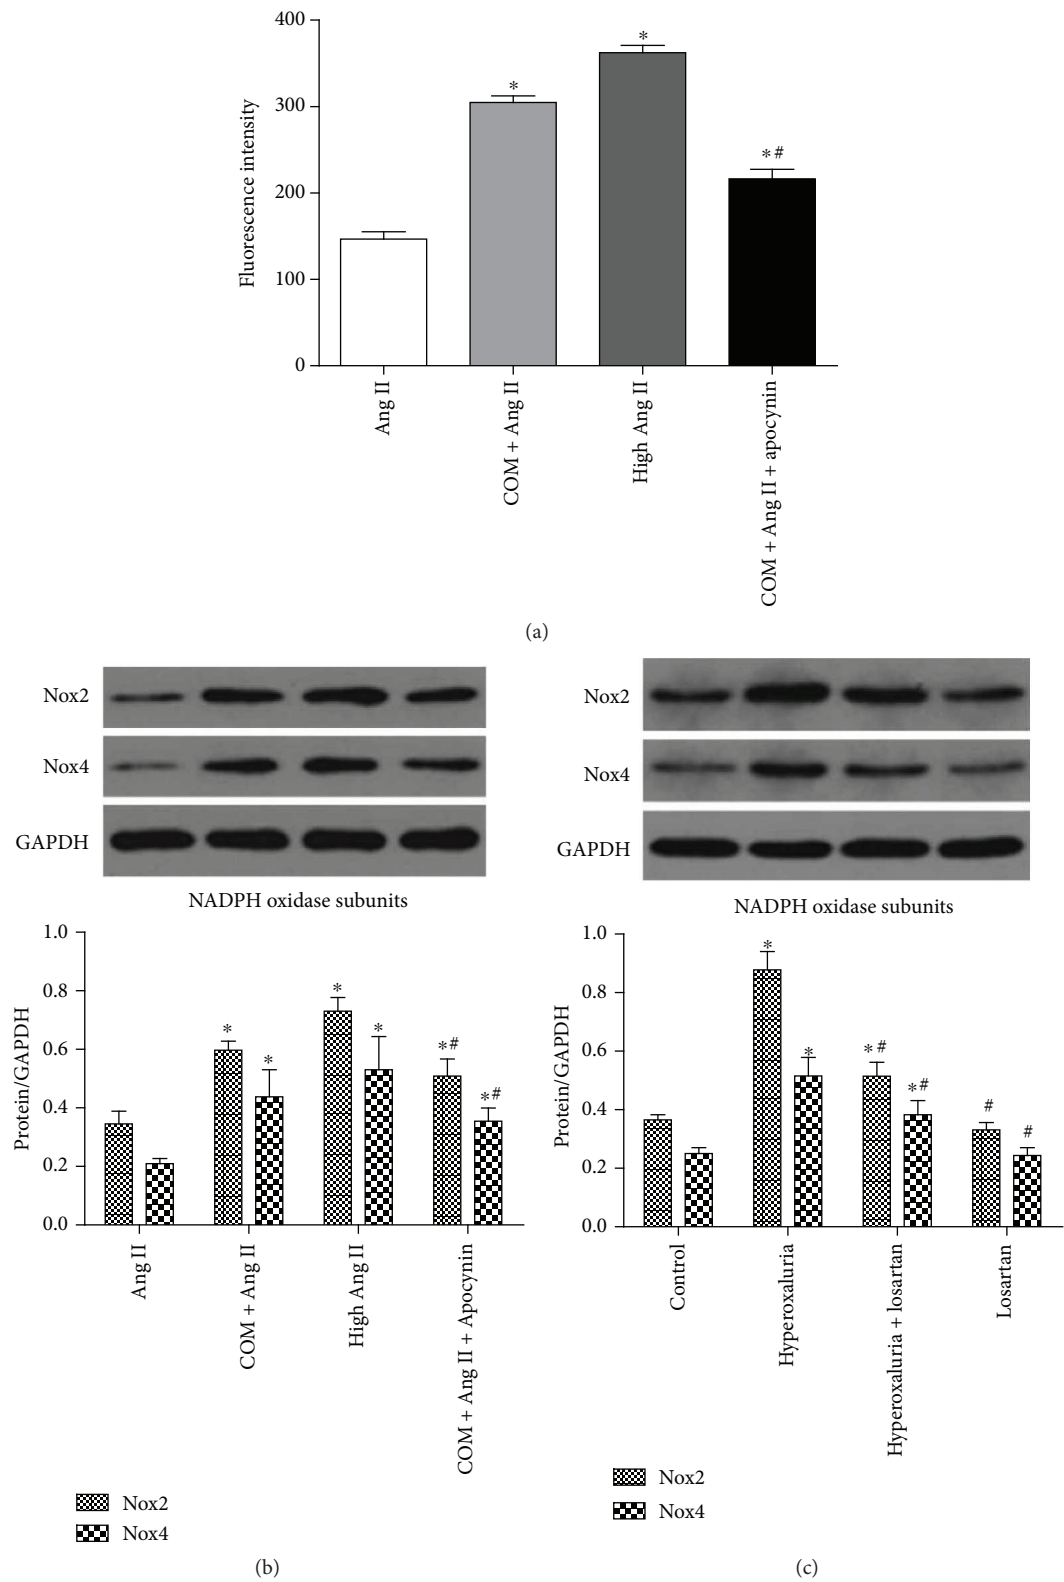 400
300
200
100
0
Fluorescence intensity
*
*
* #
Ang II
COM + Ang II
High Ang II
COM + Ang II + apocynin
(a)
Nox2
Nox4
GAPDH
NADPH oxidase subunits
1.0
0.8
0.6
0.4
0.2
0.0
Protein/GAPDH
*
*
*
*
*#
*#
Ang II
COM + Ang II
High Ang II
COM + Ang II + Apocynin
Nox2
Nox4
(b)
Nox2
Nox4
GAPDH
NADPH oxidase subunits
1.0
0.8
0.6
0.4
0.2
0.0
Protein/GAPDH
*
*
* #
*#
#
#
Control
Hyperoxaluria
Hyperoxaluria + losartan
Losartan
Nox2
Nox4
(c)